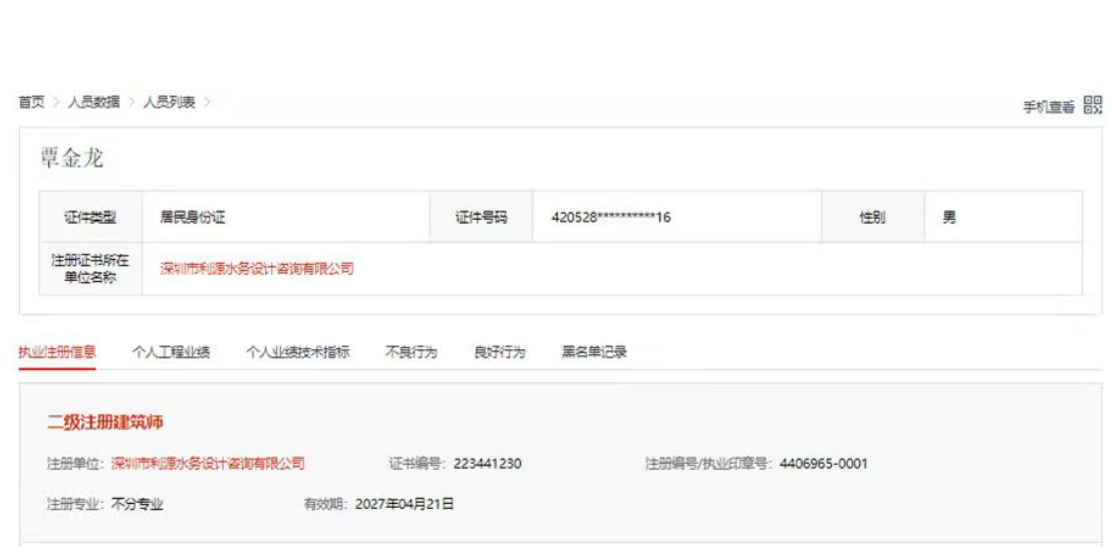 首页 > 人员数据 > 人员列表 >
手机查看
覃金龙
证件类型 居民身份证 证件号码 420528**********16 性别 男
注册证书所在
单位名称
深圳市利源水务设计咨询有限公司
执业注册信息 个人工程业绩 个人业绩技术指标 不良行为 良好行为 黑名单记录
二级注册建筑师
注册单位：深圳市利源水务设计咨询有限公司 证书编号：223441230 注册编号/执业印章号：4406965-0001
注册专业：不分专业 有效期：2027年04月21日